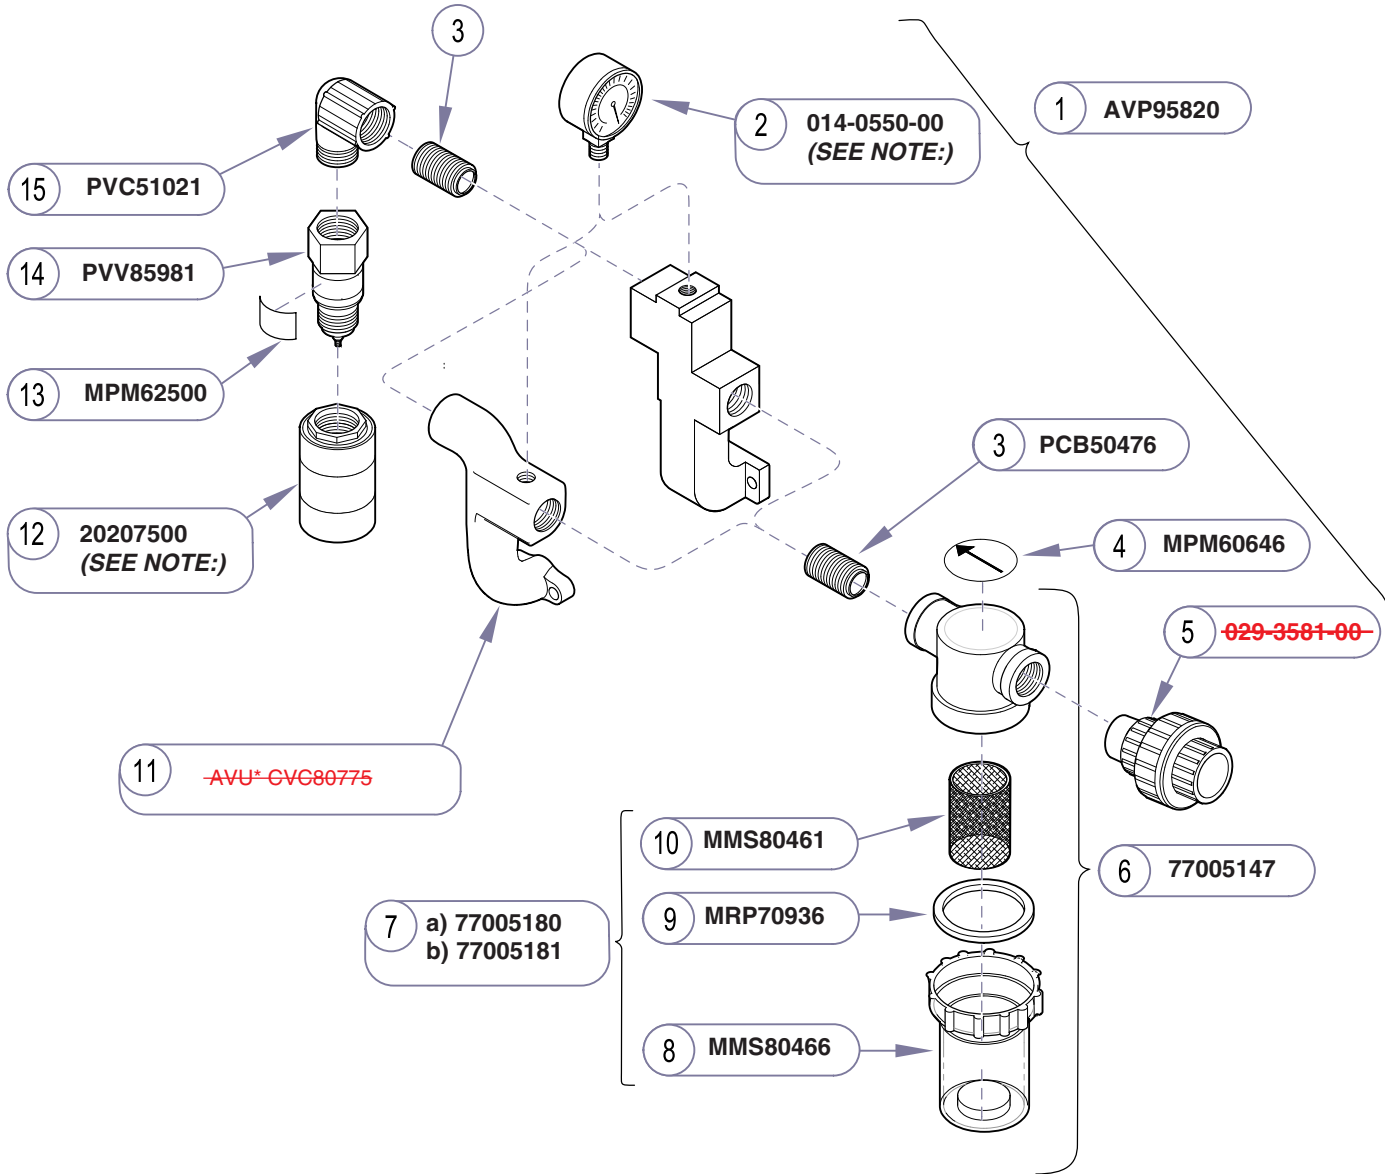 3
1 AVP95820
2 014-0550-00
(SEE NOTE:)
15 PVC51021
14 PVV85981
13 MPM62500
3 PCB50476
12 20207500
(SEE NOTE:)
4 MPM60646
5 029-3581-00
11 AVU* CVC80775
10 MMS80461
6 77005147
7 a) 77005180
b) 77005181
9 MRP70936
8 MMS80466